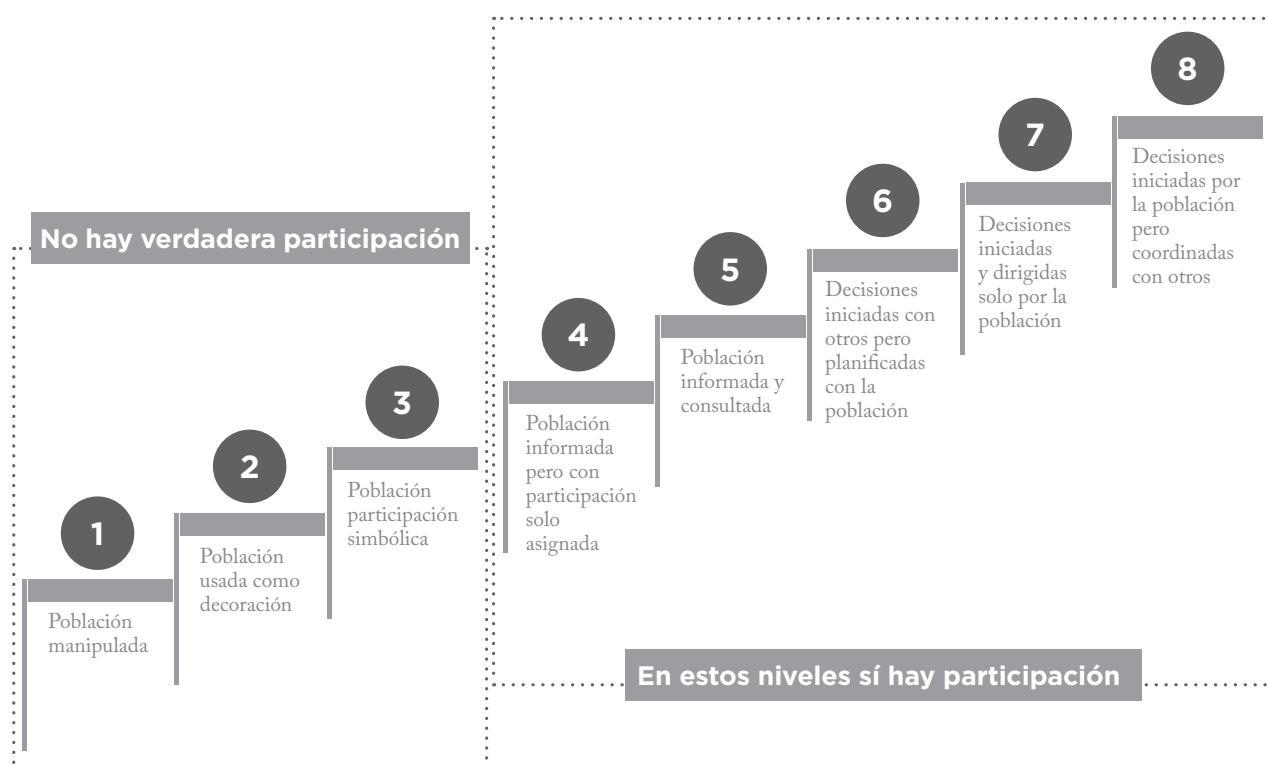 No hay verdadera participación
1
Población
manipulada
2
Población
usada como
decoración
3
Población
participación
simbólica
4
Población
informada
pero con
participación
solo
asignada
5
Población
informada y
consultada
6
Decisiones
iniciadas con
otros pero
planificadas
con la
población
7
Decisiones
iniciadas
y dirigidas
solo por la
población
8
Decisiones
iniciadas por
la población
pero
coordinadas
con otros
En estos niveles sí hay participación